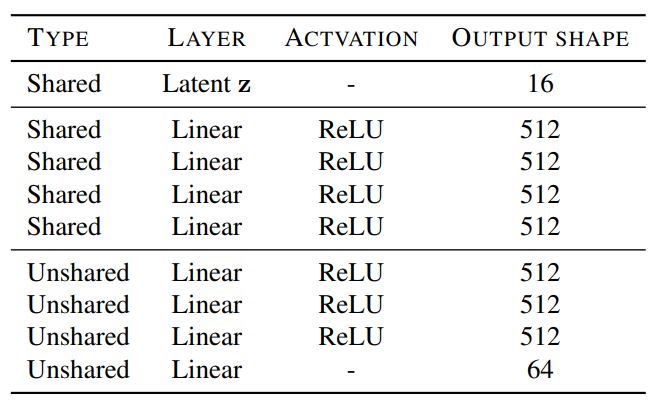 TYPE LAYER ACTVATION OUTPUT SHAPE
Shared Latent z - 16
Shared Linear ReLU 512
Shared Linear ReLU 512
Shared Linear ReLU 512
Shared Linear ReLU 512
Unshared Linear ReLU 512
Unshared Linear ReLU 512
Unshared Linear ReLU 512
Unshared Linear - 64